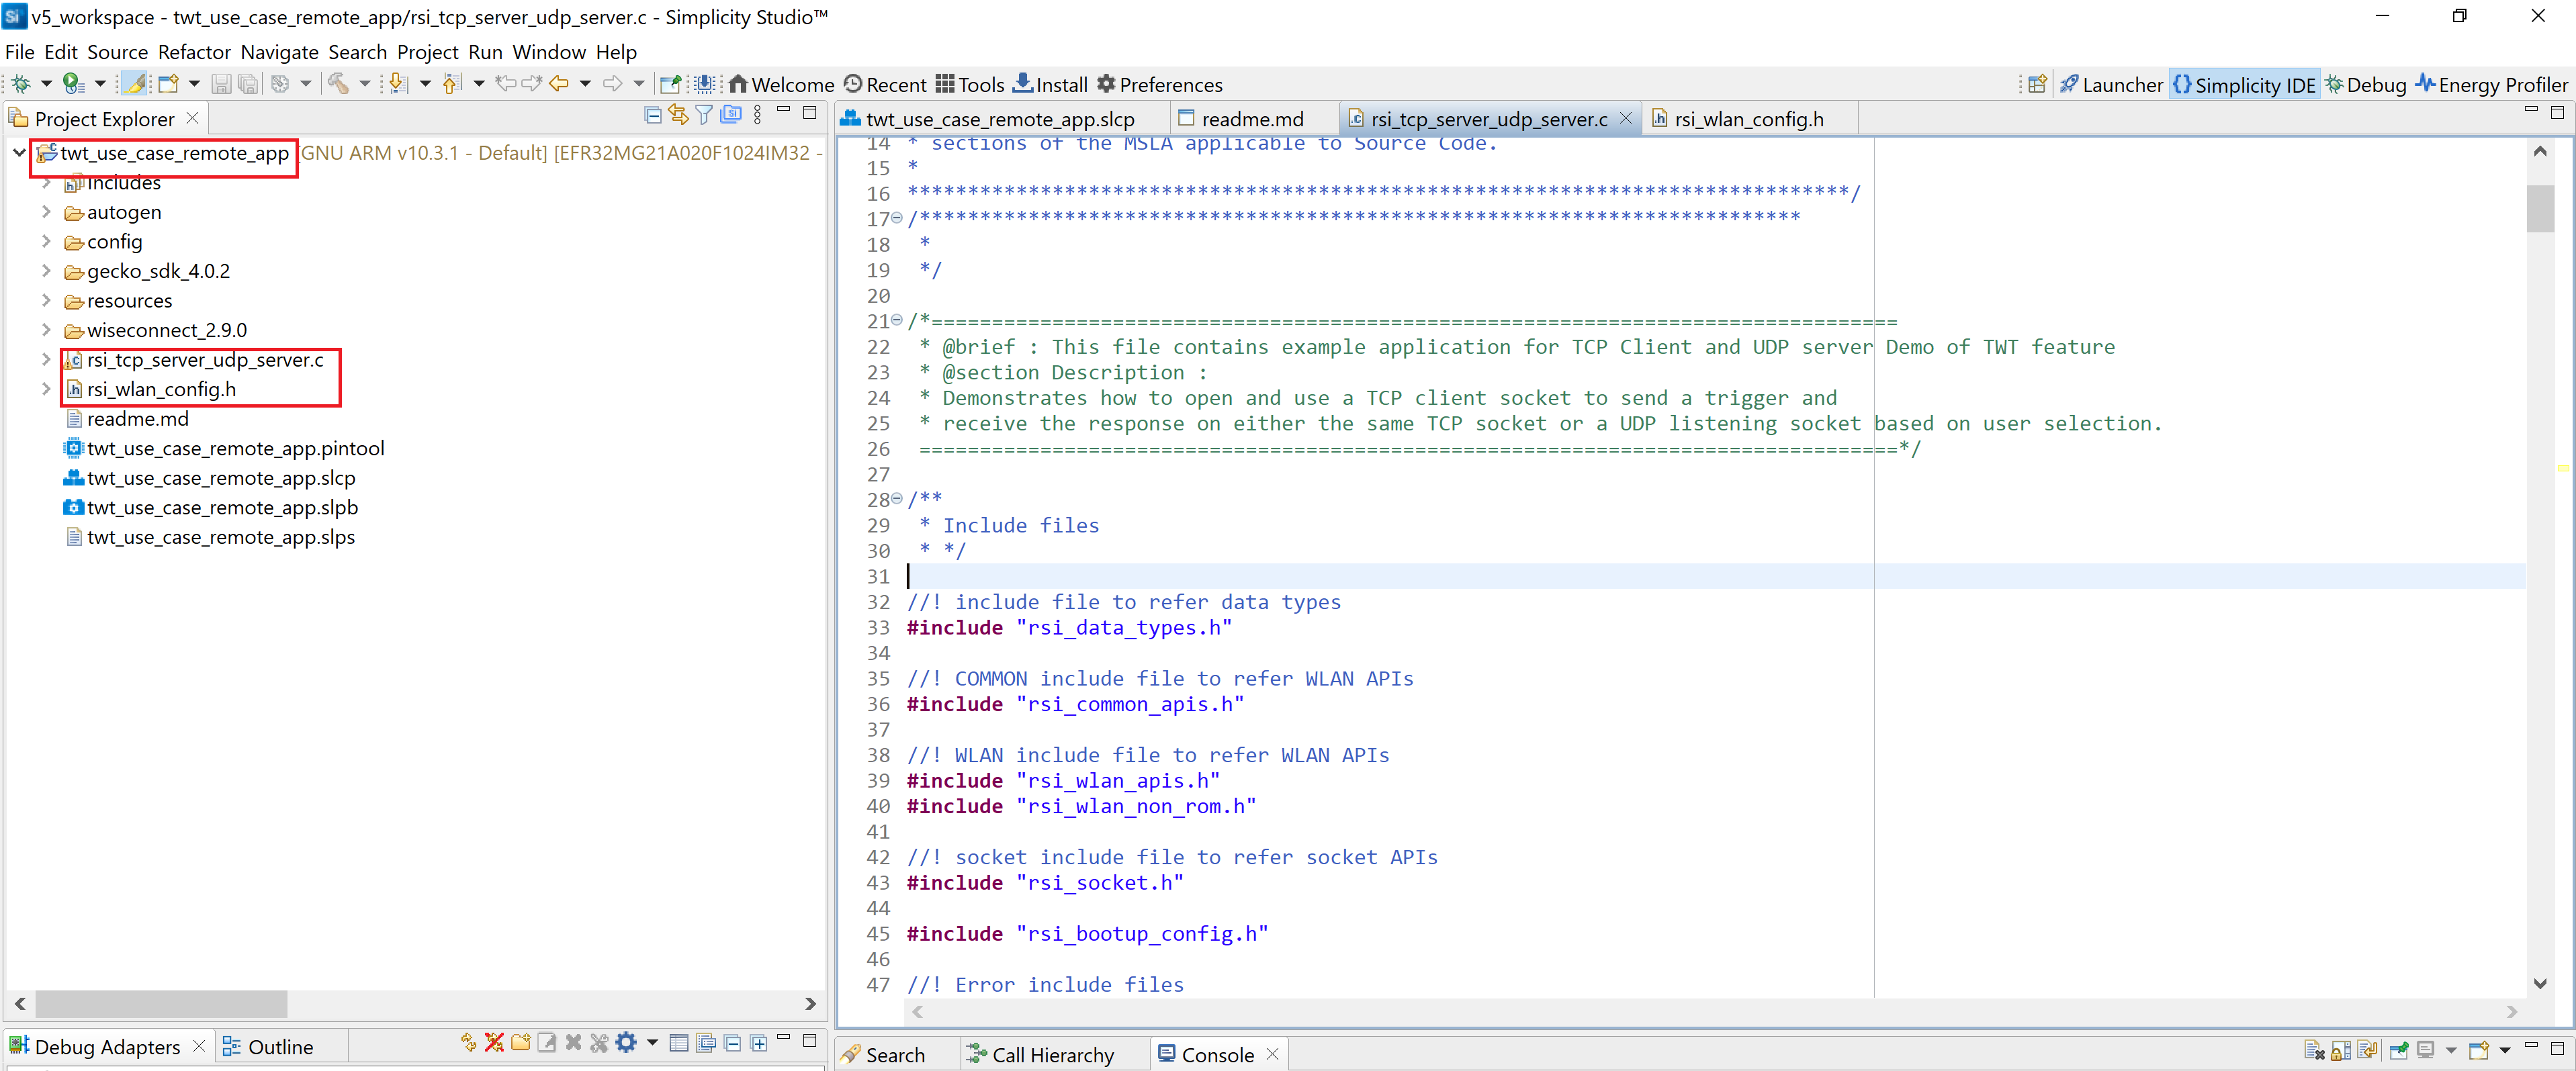 v5_workspace - twt_use_case_remote_app/rsi_tcp_server_udp_server.c - Simplicity Studio™
File Edit Source Refactor Navigate Search Project Run Window Help
Welcome Recent Tools Install Preferences
Launcher {} Simplicity IDE Debug Energy Profiler
Project Explorer
twt_use_case_remote_app [GNU ARM v10.3.1 - Default] [EFR32MG21A020F1024IM32 -
Includes
autogen
config
gecko_sdk_4.0.2
resources
wiseconnect_2.9.0
rsi_tcp_server_udp_server.c
rsi_wlan_config.h
readme.md
twt_use_case_remote_app.pintool
twt_use_case_remote_app.slcp
twt_use_case_remote_app.slpb
twt_use_case_remote_app.slps
Debug Adapters Outline
twt_use_case_remote_app.slcp readme.md rsi_tcp_server_udp_server.c rsi_wlan_config.h
14 * sections of the MSLA applicable to Source Code.
15 *
16 ******************************************************************************/
17 /*************************************************************************
18 *
19 */
20
21 /*================================================================================
22 * @brief : This file contains example application for TCP Client and UDP server Demo of TWT feature
23 * @section Description :
24 * Demonstrates how to open and use a TCP client socket to send a trigger and
25 * receive the response on either the same TCP socket or a UDP listening socket based on user selection.
26 =================================================================================*/
27
28 /**
29 * Include files
30 * */
31
32 //! include file to refer data types
33 #include "rsi_data_types.h"
34
35 //! COMMON include file to refer WLAN APIs
36 #include "rsi_common_apis.h"
37
38 //! WLAN include file to refer WLAN APIs
39 #include "rsi_wlan_apis.h"
40 #include "rsi_wlan_non_rom.h"
41
42 //! socket include file to refer socket APIs
43 #include "rsi_socket.h"
44
45 #include "rsi_bootup_config.h"
46
47 //! Error include files
Search Call Hierarchy Console